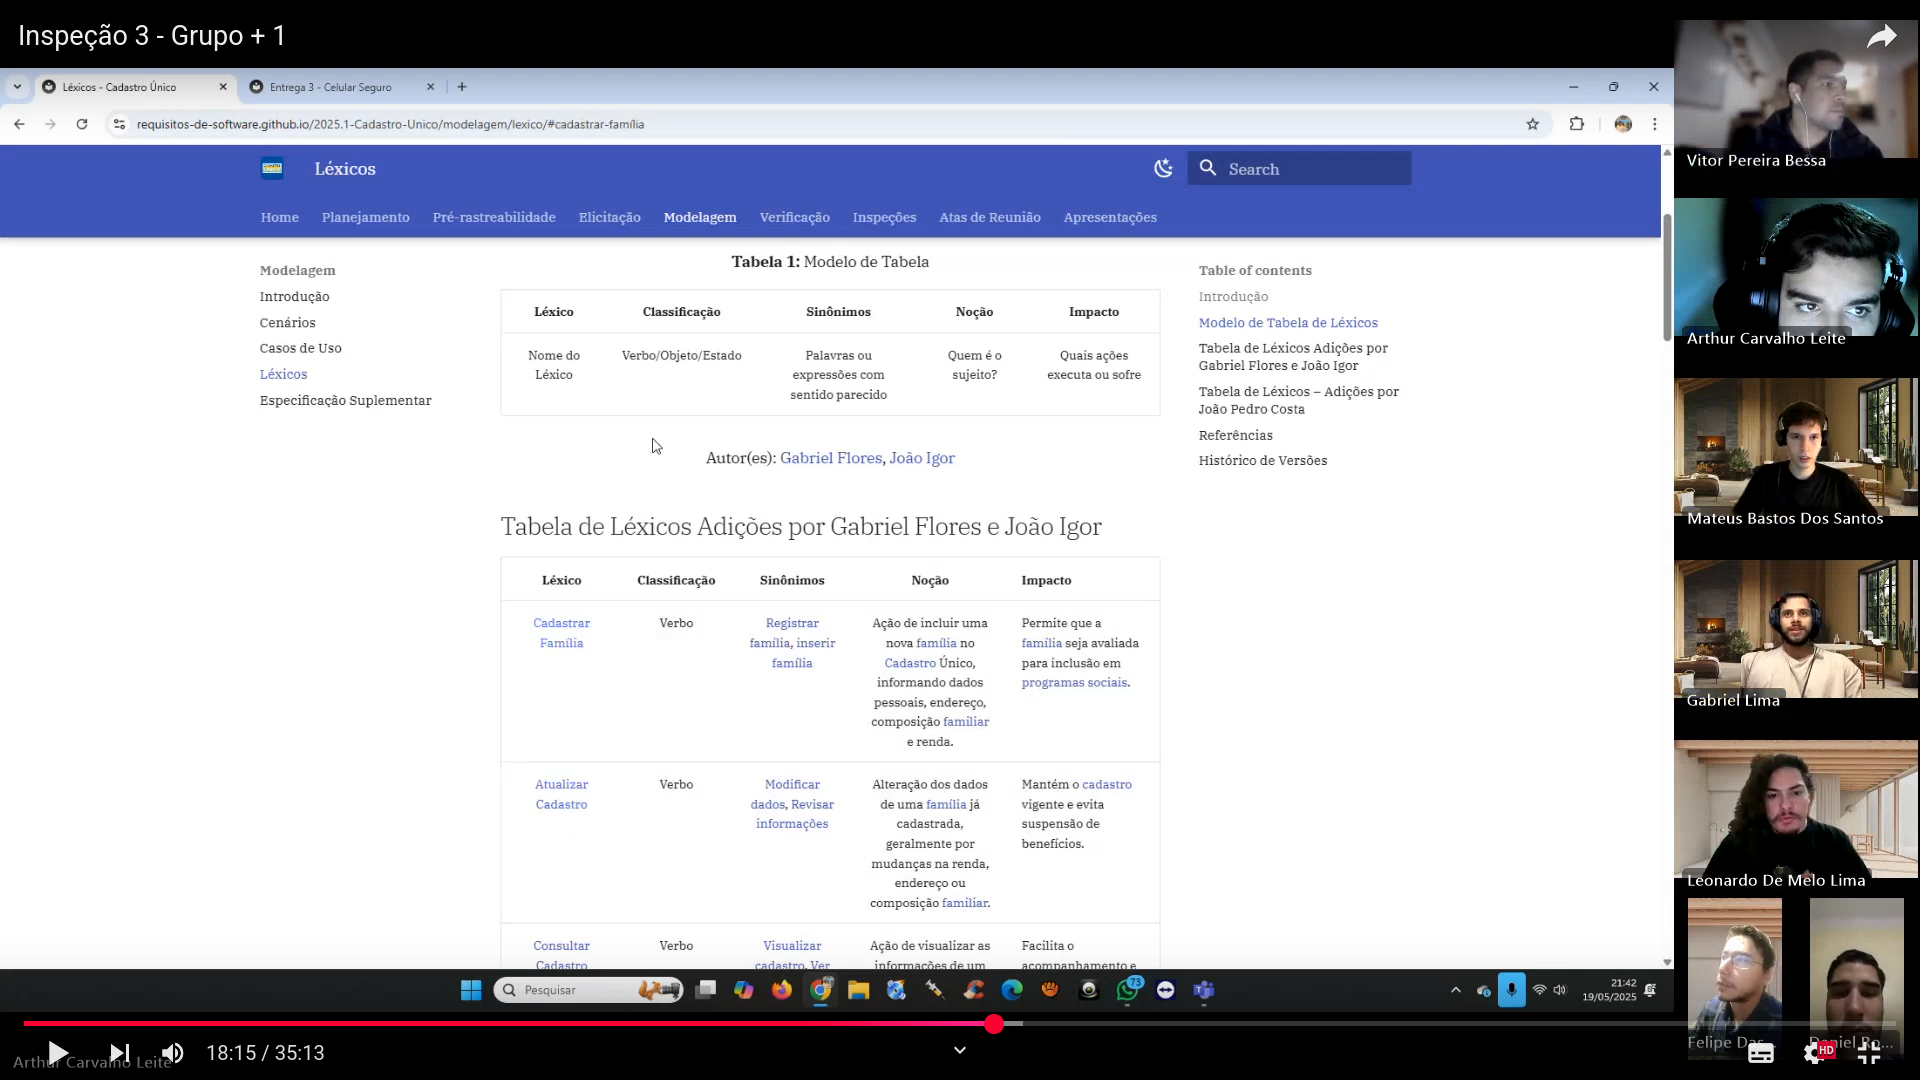 Inspeção 3 - Grupo + 1
Léxicos - Cadastro Único
Entrega 3 - Celular Seguro
requisitos-de-software.github.io/2025.1-Cadastro-Unico/modelagem/lexico/#cadastrar-família
Léxicos
Search
Home Planejamento Pré-rastreabilidade Elicitação Modelagem Verificação Inspeções Atas de Reunião Apresentações
Modelagem
Introdução
Cenários
Casos de Uso
Léxicos
Especificação Suplementar
Tabela 1: Modelo de Tabela
Léxico Classificação Sinônimos Noção Impacto
Nome do Léxico
Verbo/Objeto/Estado
Palavras ou expressões com sentido parecido
Quem é o sujeito?
Quais ações executa ou sofre
Autor(es): Gabriel Flores, João Igor
Tabela de Léxicos Adições por Gabriel Flores e João Igor
Léxico Classificação Sinônimos Noção Impacto
Cadastrar
Família
Verbo
Registrar
família, inserir
família
Ação de incluir uma
nova família no
Cadastro Único,
informando dados
pessoais, endereço,
composição familiar
e renda.
Permite que a
família seja avaliada
para inclusão em
programas sociais.
Atualizar
Cadastro
Verbo
Modificar
dados, Revisar
informações
Alteração dos dados
de uma família já
cadastrada,
geralmente por
mudanças na renda,
endereço ou
composição familiar.
Mantém o cadastro
vigente e evita
suspensão de
benefícios.
Consultar
Cadastro
Verbo
Visualizar
cadastro, Ver
Ação de visualizar as
informações de um
Facilita o
acompanhamento e
Table of contents
Introdução
Modelo de Tabela de Léxicos
Tabela de Léxicos Adições por
Gabriel Flores e João Igor
Tabela de Léxicos – Adições por
João Pedro Costa
Referências
Histórico de Versões
Vitor Pereira Bessa
Arthur Carvalho Leite
Mateus Bastos Dos Santos
Gabriel Lima
Leonardo De Melo Lima
Felipe Das...
Daniel Ro...
Pesquisar
73
21:42
19/05/2025
18:15 / 35:13
Arthur Carvalho Leite
HD